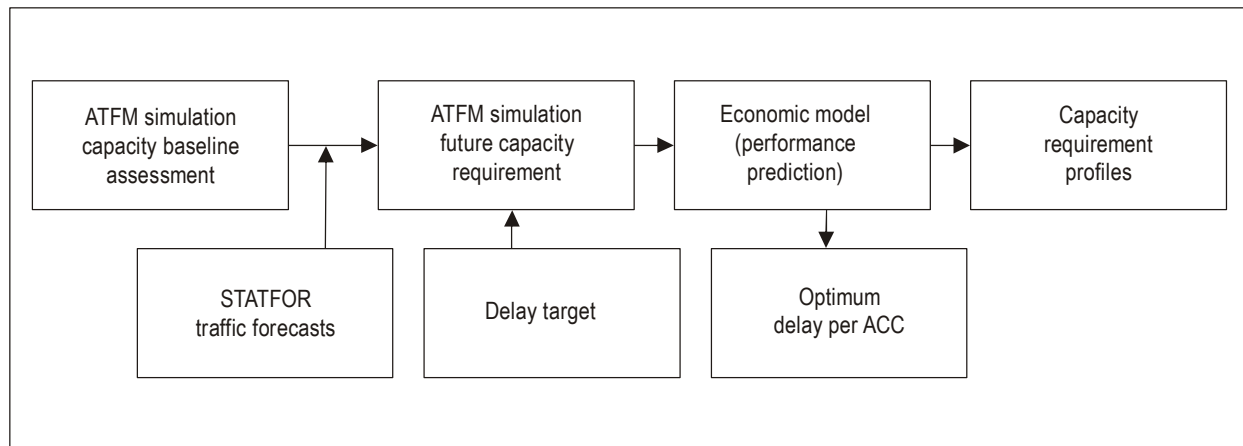 ATFM simulation
capacity baseline
assessment
ATFM simulation
future capacity
requirement
Economic model
(performance
prediction)
Capacity
requirement
profiles
STATFOR
traffic forecasts
Delay target
Optimum
delay per ACC